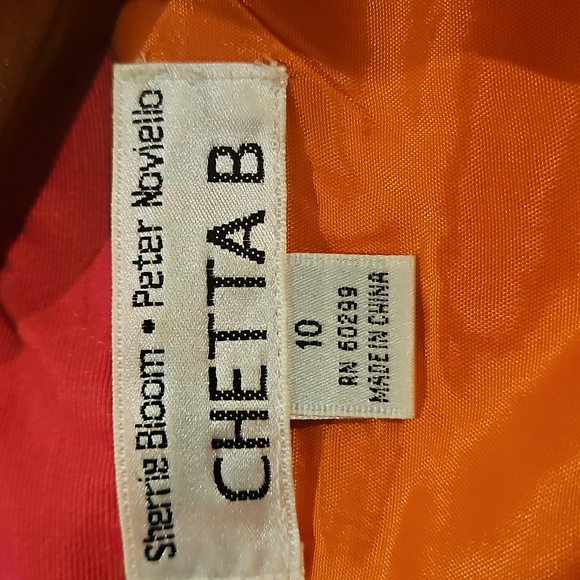 Sherrie Bloom • Peter Noviello
CHETTA B
10
RN 60299
MADE IN CHINA